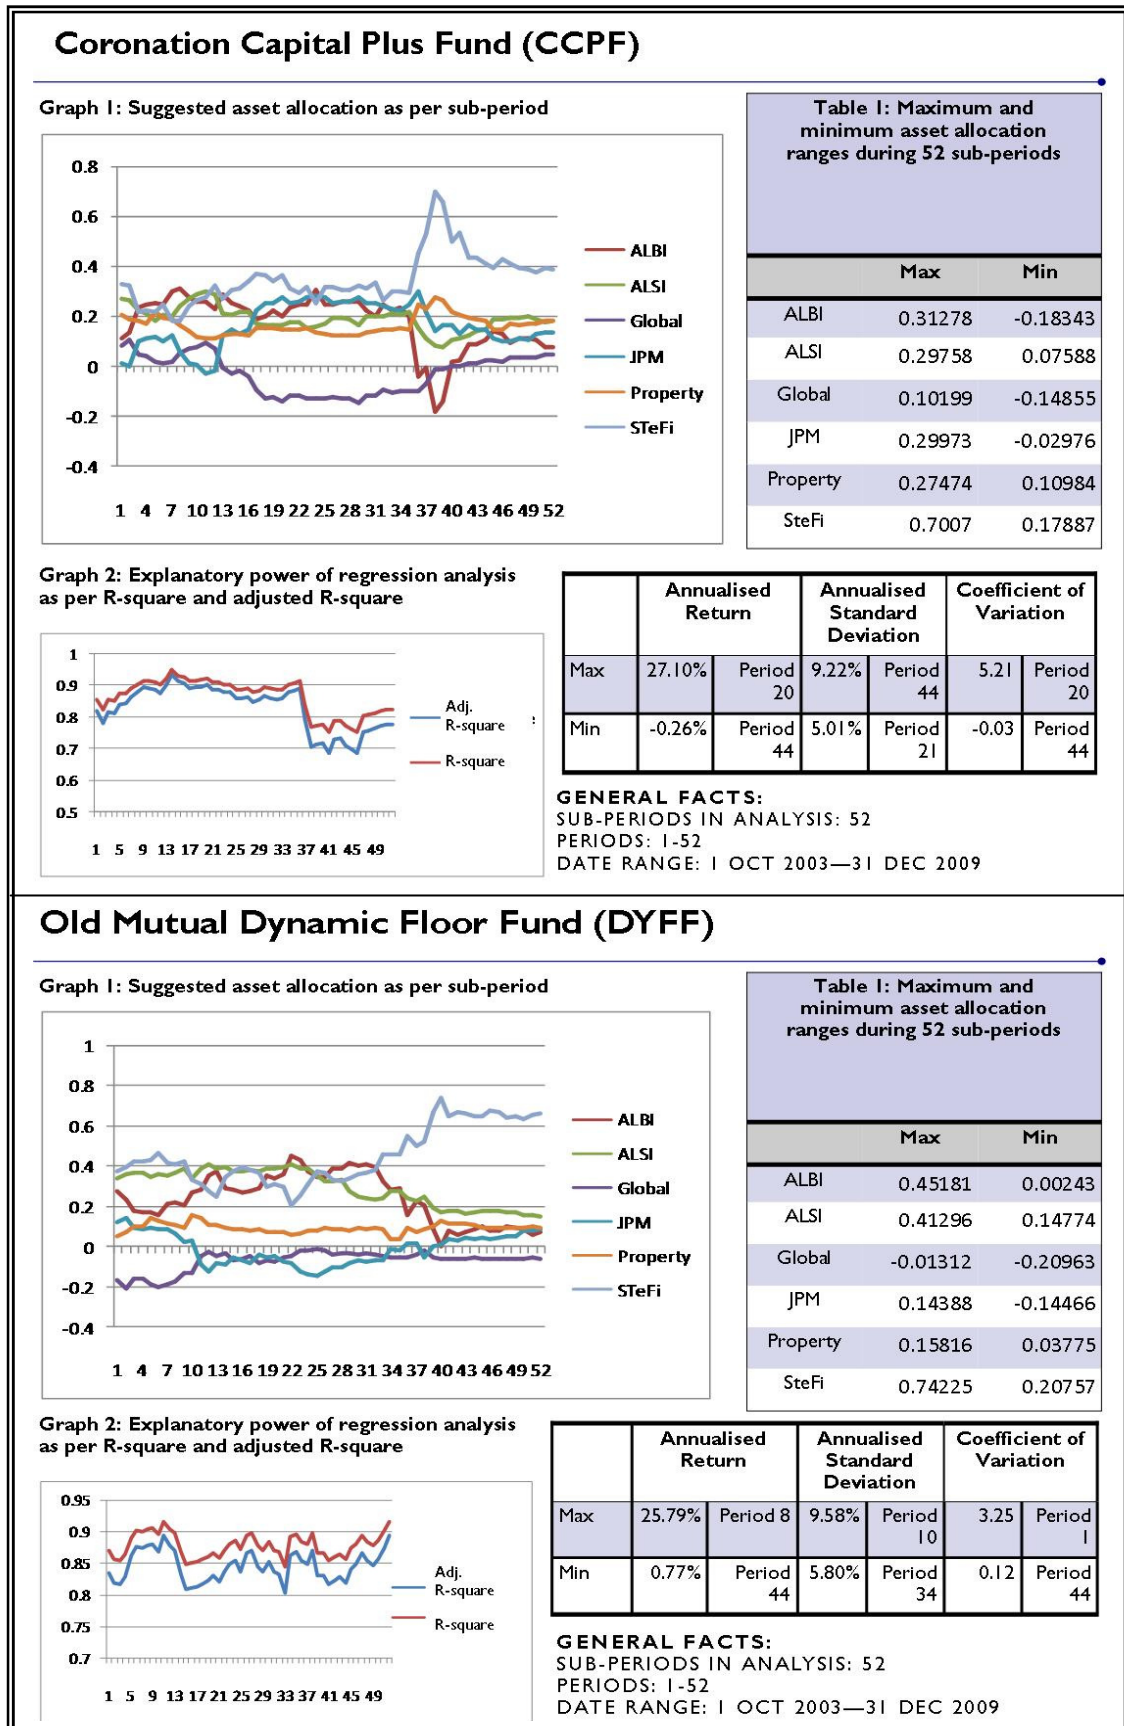 Coronation Capital Plus Fund (CCPF)
Graph 1: Suggested asset allocation as per sub-period
0.8
0.6
0.4
0.2
0
-0.2
-0.4
1 4 7 10 13 16 19 22 25 28 31 34 37 40 43 46 49 52
ALBI
ALSI
Global
JPM
Property
STeFi
Table 1: Maximum and
minimum asset allocation
ranges during 52 sub-periods
Max Min
ALBI 0.31278 -0.18343
ALSI 0.29758 0.07588
Global 0.10199 -0.14855
JPM 0.29973 -0.02976
Property 0.27474 0.10984
SteFi 0.7007 0.17887
Graph 2: Explanatory power of regression analysis
as per R-square and adjusted R-square
1
0.9
0.8
0.7
0.6
0.5
1 5 9 13 17 21 25 29 33 37 41 45 49
Adj.
R-square
R-square
Annualised Annualised Coefficient of
Return Standard Variation
Deviation
Max 27.10% Period 9.22% Period 5.21 Period
20 44 20
Min -0.26% Period 5.01% Period -0.03 Period
44 21 44
GENERAL FACTS:
SUB-PERIODS IN ANALYSIS: 52
PERIODS: 1-52
DATE RANGE: 1 OCT 2003—31 DEC 2009
Old Mutual Dynamic Floor Fund (DYFF)
Graph 1: Suggested asset allocation as per sub-period
1
0.8
0.6
0.4
0.2
0
-0.2
-0.4
1 4 7 10 13 16 19 22 25 28 31 34 37 40 43 46 49 52
ALBI
ALSI
Global
JPM
Property
STeFi
Table 1: Maximum and
minimum asset allocation
ranges during 52 sub-periods
Max Min
ALBI 0.45181 0.00243
ALSI 0.41296 0.14774
Global -0.01312 -0.20963
JPM 0.14388 -0.14466
Property 0.15816 0.03775
SteFi 0.74225 0.20757
Graph 2: Explanatory power of regression analysis
as per R-square and adjusted R-square
0.95
0.9
0.85
0.8
0.75
0.7
1 5 9 13 17 21 25 29 33 37 41 45 49
Adj.
R-square
R-square
Annualised Annualised Coefficient of
Return Standard Variation
Deviation
Max 25.79% Period 8 9.58% Period 3.25 Period
10 1
Min 0.77% Period 5.80% Period 0.12 Period
44 34 44
GENERAL FACTS:
SUB-PERIODS IN ANALYSIS: 52
PERIODS: 1-52
DATE RANGE: 1 OCT 2003—31 DEC 2009